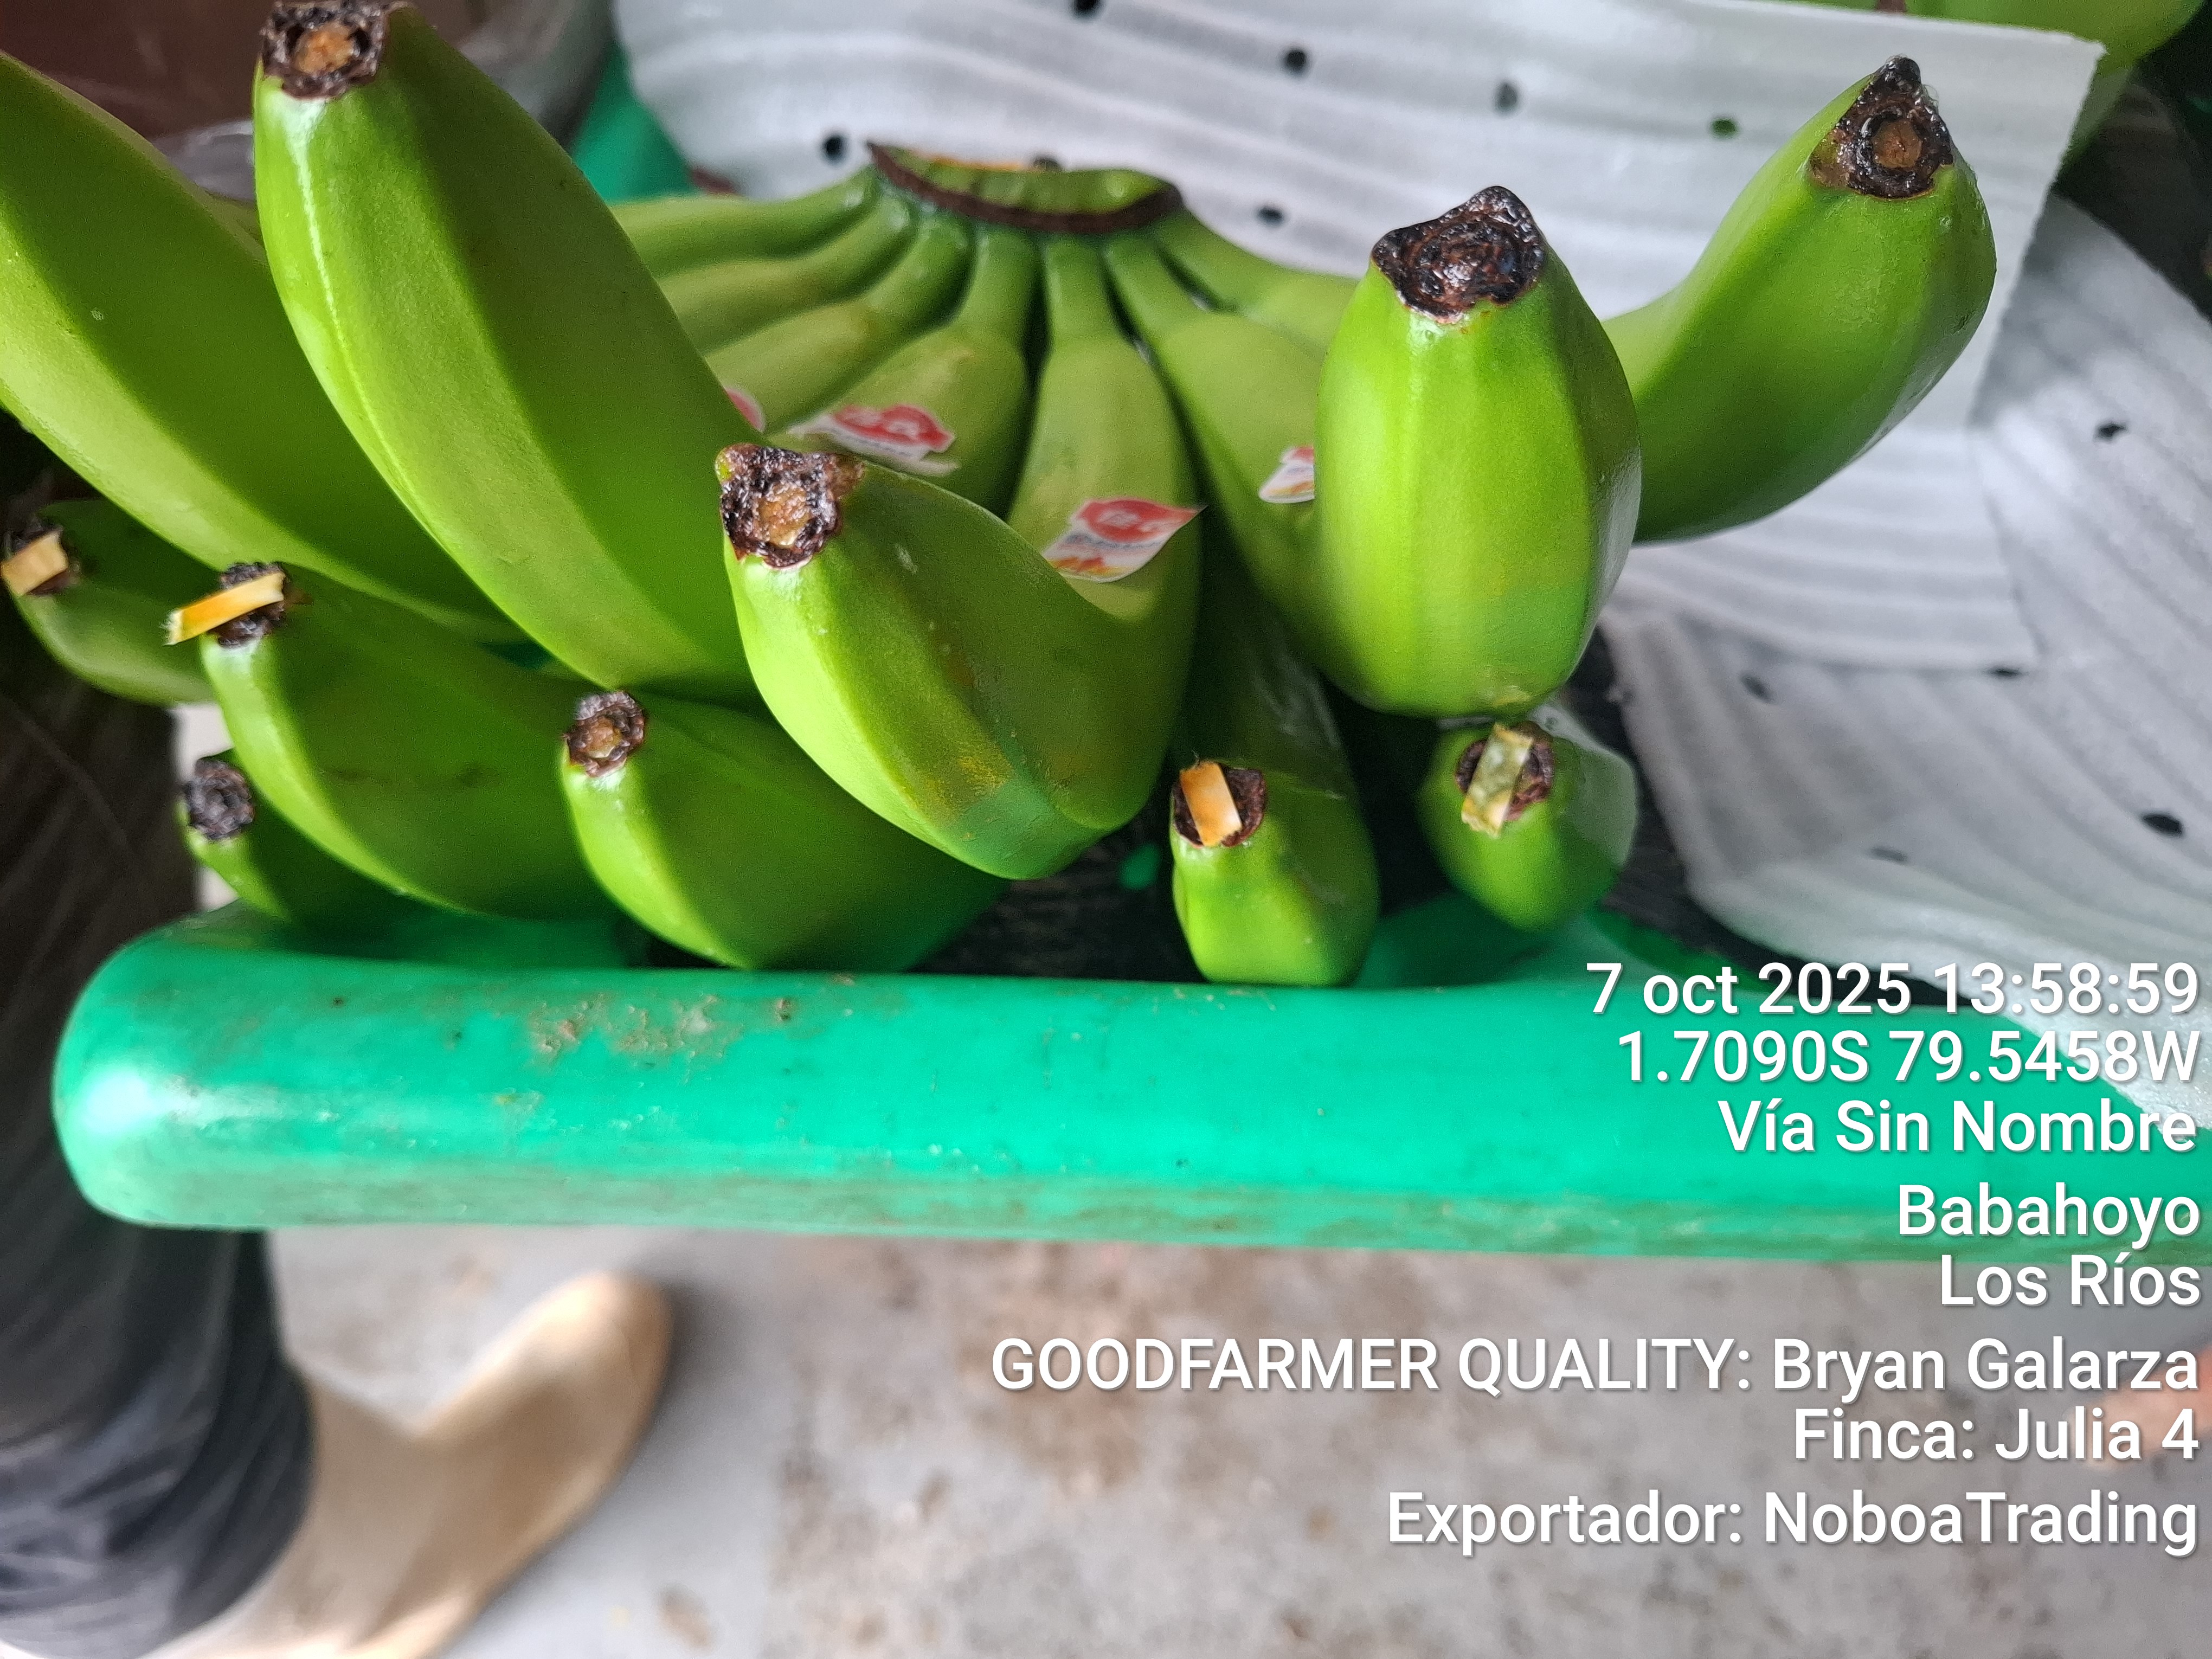 7 oct 2025 13:58:59
1.7090S 79.5458W
Vía Sin Nombre
Babahoyo
Los Ríos
GOODFARMER QUALITY: Bryan Galarza
Finca: Julia 4
Exportador: NoboaTrading